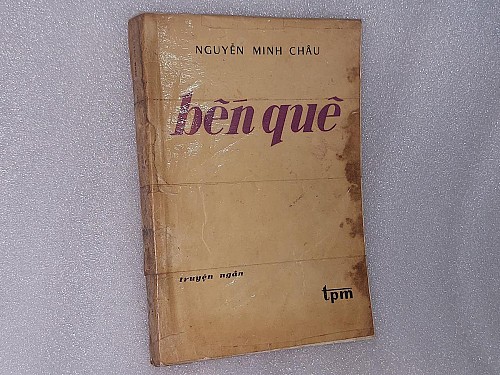 NGUYỄN MINH CHÂU
bến quê
truyện ngắn
tpm